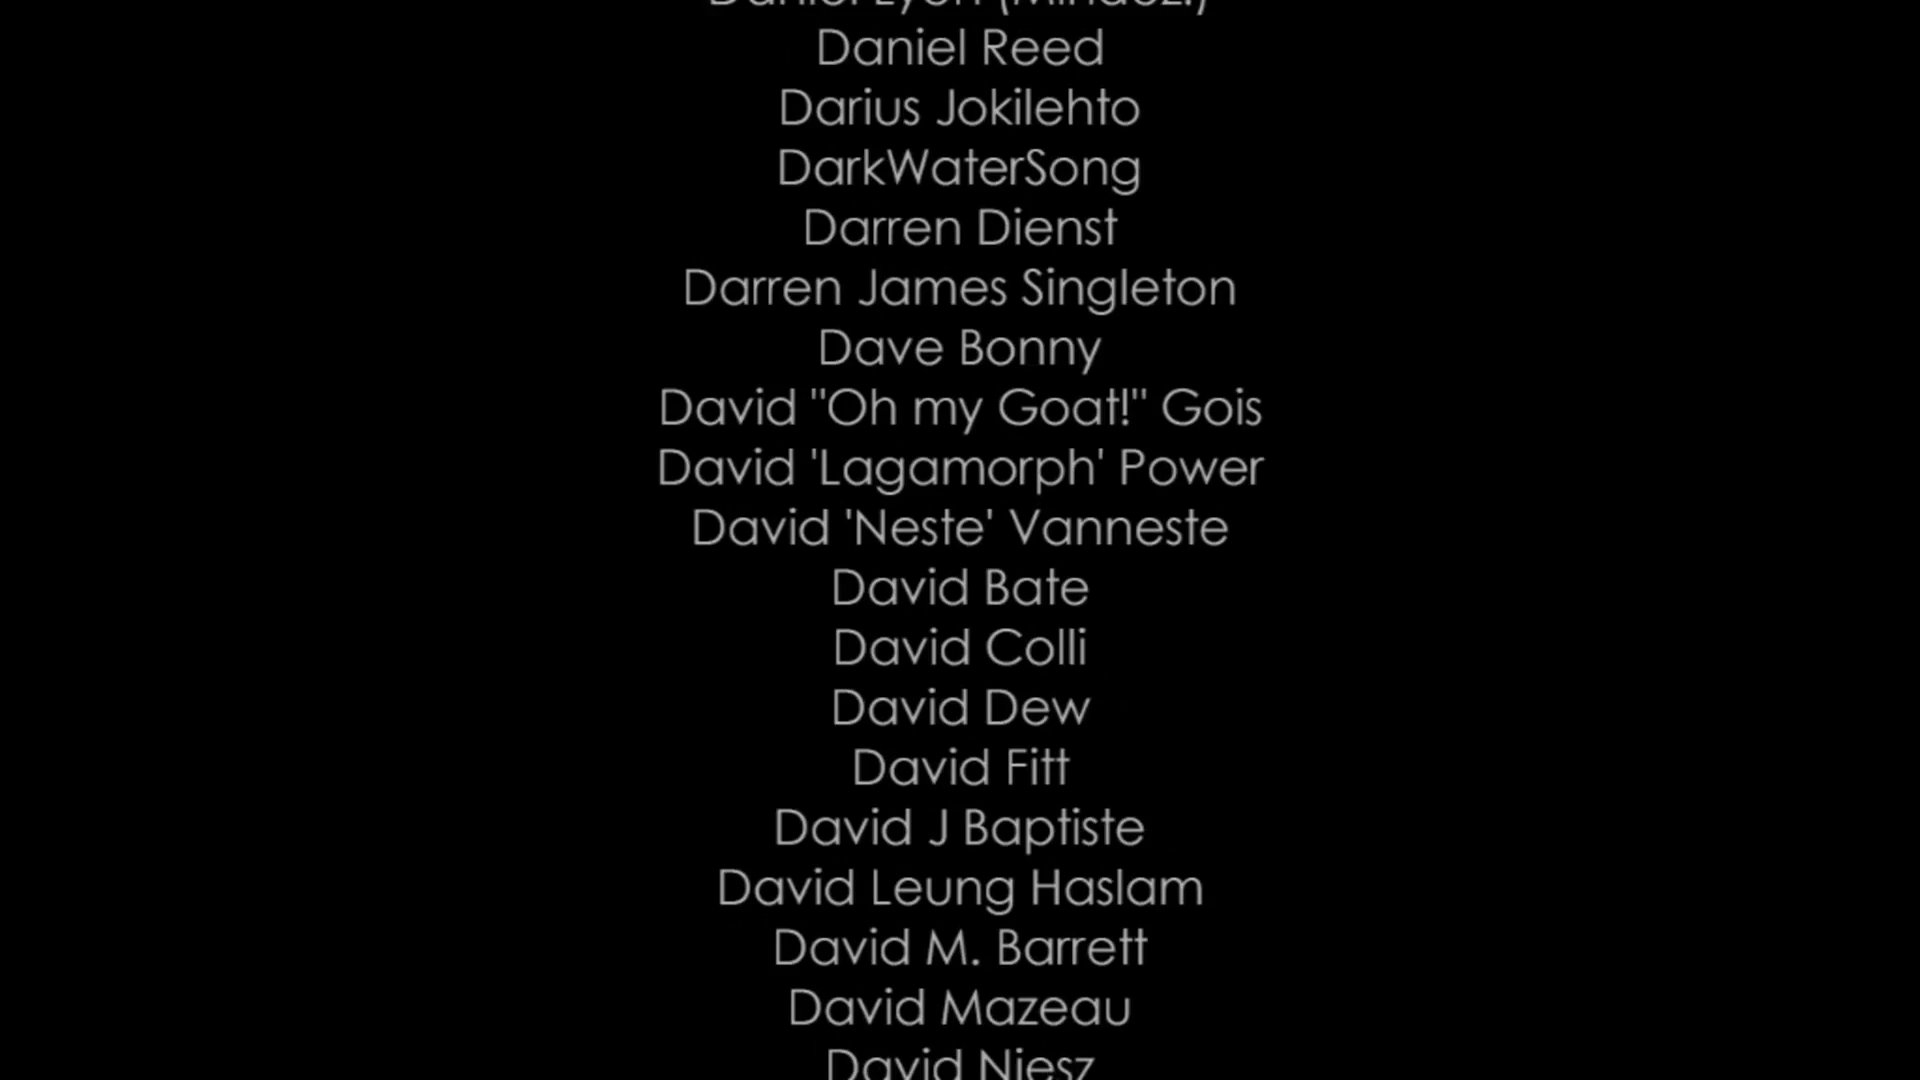 Daniel Lyon
Daniel Reed
Darius Jokilehto
DarkWaterSong
Darren Dienst
Darren James Singleton
Dave Bonny
David "Oh my Goat!" Gois
David 'Lagamorph' Power
David 'Neste' Vanneste
David Bate
David Colli
David Dew
David Fitt
David J Baptiste
David Leung Haslam
David M. Barrett
David Mazeau
David Niesz